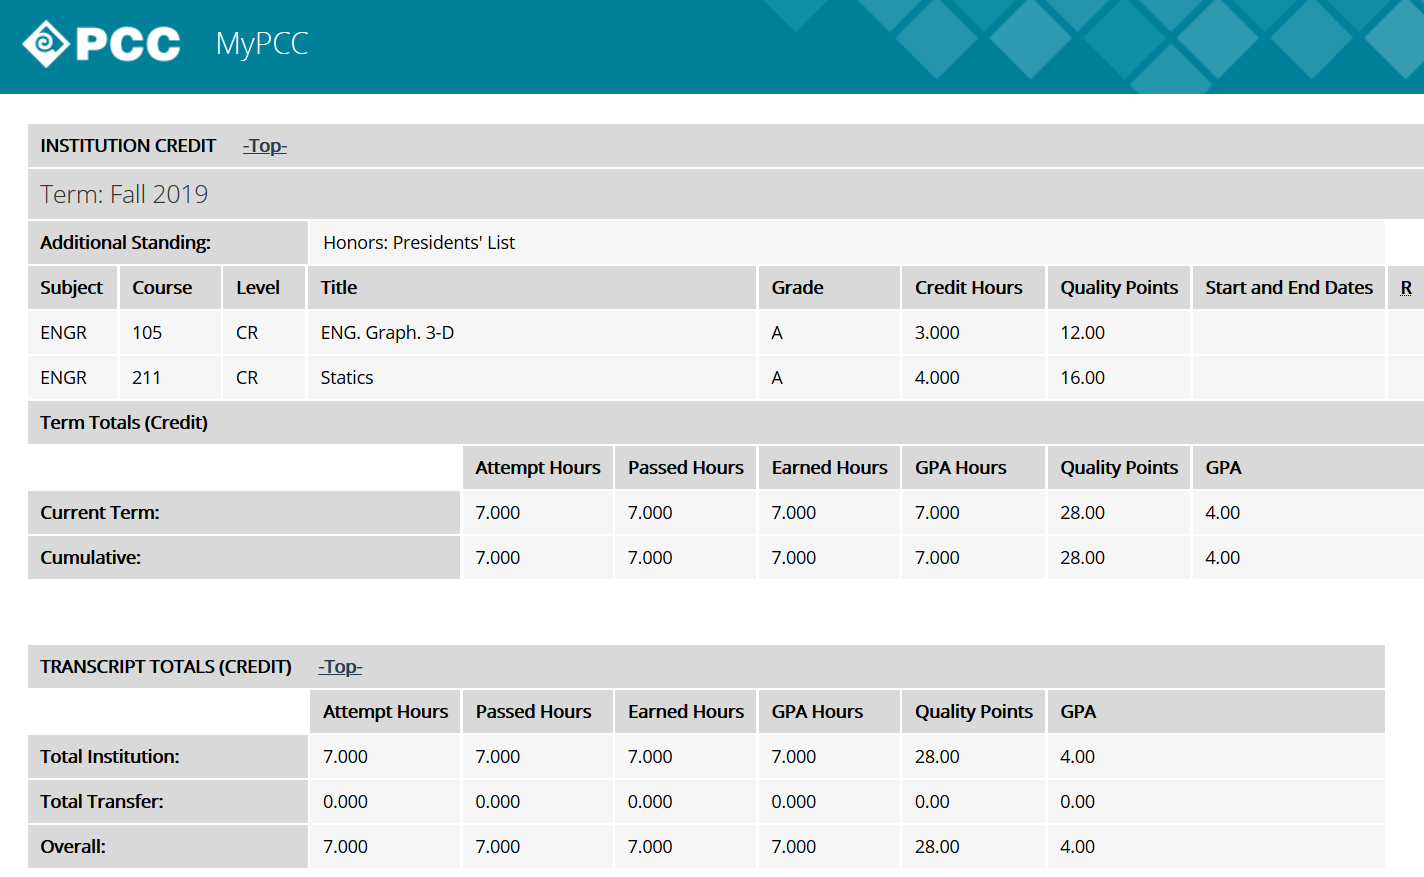 PCC MyPCC
INSTITUTION CREDIT -Top-
Term: Fall 2019
Additional Standing: Honors: Presidents' List
Subject Course Level Title Grade Credit Hours Quality Points Start and End Dates R
ENGR 105 CR ENG. Graph. 3-D A 3.000 12.00
ENGR 211 CR Statics A 4.000 16.00
Term Totals (Credit)
Attempt Hours Passed Hours Earned Hours GPA Hours Quality Points GPA
Current Term: 7.000 7.000 7.000 7.000 28.00 4.00
Cumulative: 7.000 7.000 7.000 7.000 28.00 4.00
TRANSCRIPT TOTALS (CREDIT) -Top-
Attempt Hours Passed Hours Earned Hours GPA Hours Quality Points GPA
Total Institution: 7.000 7.000 7.000 7.000 28.00 4.00
Total Transfer: 0.000 0.000 0.000 0.000 0.00 0.00
Overall: 7.000 7.000 7.000 7.000 28.00 4.00